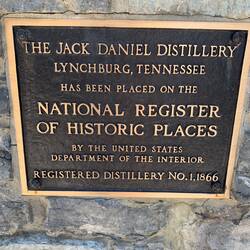 THE JACK DANIEL DISTILLERY
LYNCHBURG, TENNESSEE
HAS BEEN PLACED ON THE
NATIONAL REGISTER
OF HISTORIC PLACES
BY THE UNITED STATES
DEPARTMENT OF THE INTERIOR
REGISTERED DISTILLERY NO. 1, 1866